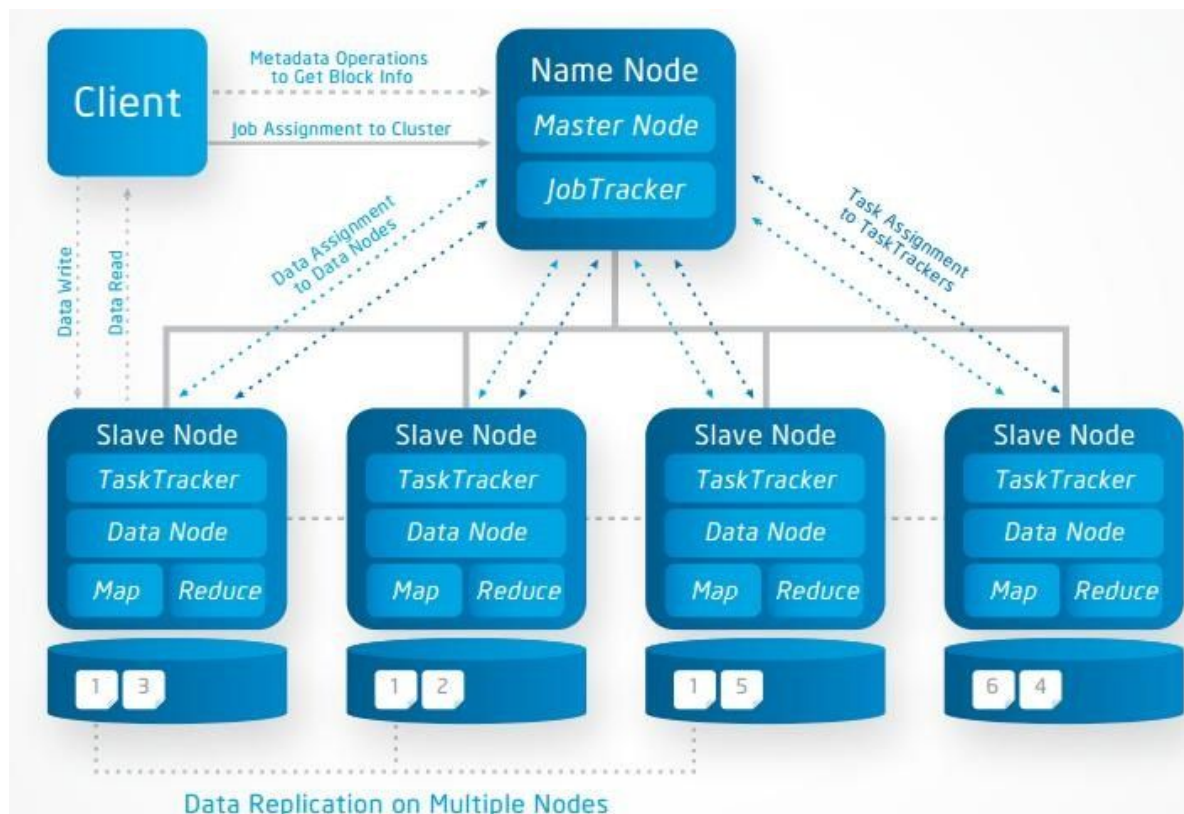 Client
Metadata Operations
to Get Block Info
Job Assignment to Cluster
Name Node
Master Node
JobTracker
Data Write
Data Read
Data Assignment
to Data Nodes
Task Assignment
to TaskTrackers
Slave Node
TaskTracker
Data Node
Map Reduce
1 3
Slave Node
TaskTracker
Data Node
Map Reduce
1 2
Slave Node
TaskTracker
Data Node
Map Reduce
1 5
Slave Node
TaskTracker
Data Node
Map Reduce
6 4
Data Replication on Multiple Nodes